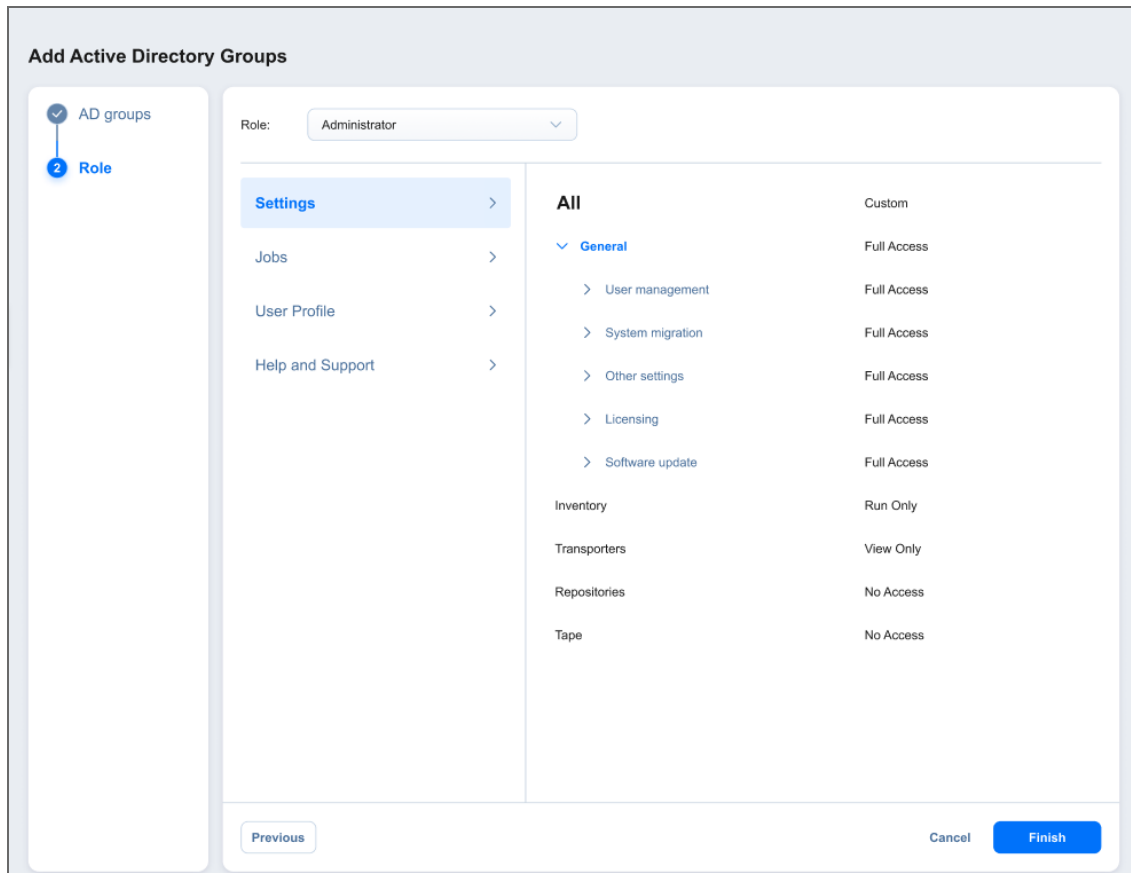 Add Active Directory Groups
AD groups
2 Role
Role: Administrator
Settings
Jobs
User Profile
Help and Support
All Custom
General Full Access
User management Full Access
System migration Full Access
Other settings Full Access
Licensing Full Access
Software update Full Access
Inventory Run Only
Transporters View Only
Repositories No Access
Tape No Access
Previous Cancel Finish